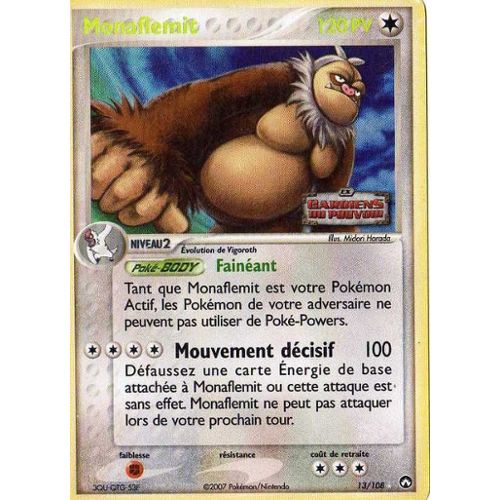 Monaflemit 120 PV
EX
GARDIENS
DU POUVOIR
NIVEAU 2 Évolution de Vigoroth Illus. Midori Harada
Poké-BODY Fainéant
Tant que Monaflemit est votre Pokémon
Actif, les Pokémon de votre adversaire ne
peuvent pas utiliser de Poké-Powers.
Mouvement décisif 100
Défaussez une carte Énergie de base
attachée à Monaflemit ou cette attaque est
sans effet. Monaflemit ne peut pas attaquer
lors de votre prochain tour.
faiblesse résistance coût de retraite
©2007 Pokémon/Nintendo 13/108